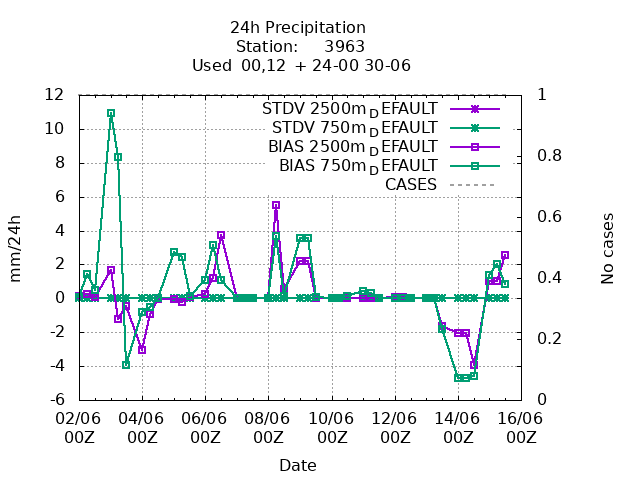 24h Precipitation
Station: 3963
Used 00,12 + 24-00 30-06
STDV 2500m_DEFAULT
STDV 750m_DEFAULT
BIAS 2500m_DEFAULT
BIAS 750m_DEFAULT
CASES
mm/24h
No cases
12
10
8
6
4
2
0
-2
-4
-6
1
0.8
0.6
0.4
0.2
0
02/06 04/06 06/06 08/06 10/06 12/06 14/06 16/06
00Z 00Z 00Z 00Z 00Z 00Z 00Z 00Z
Date